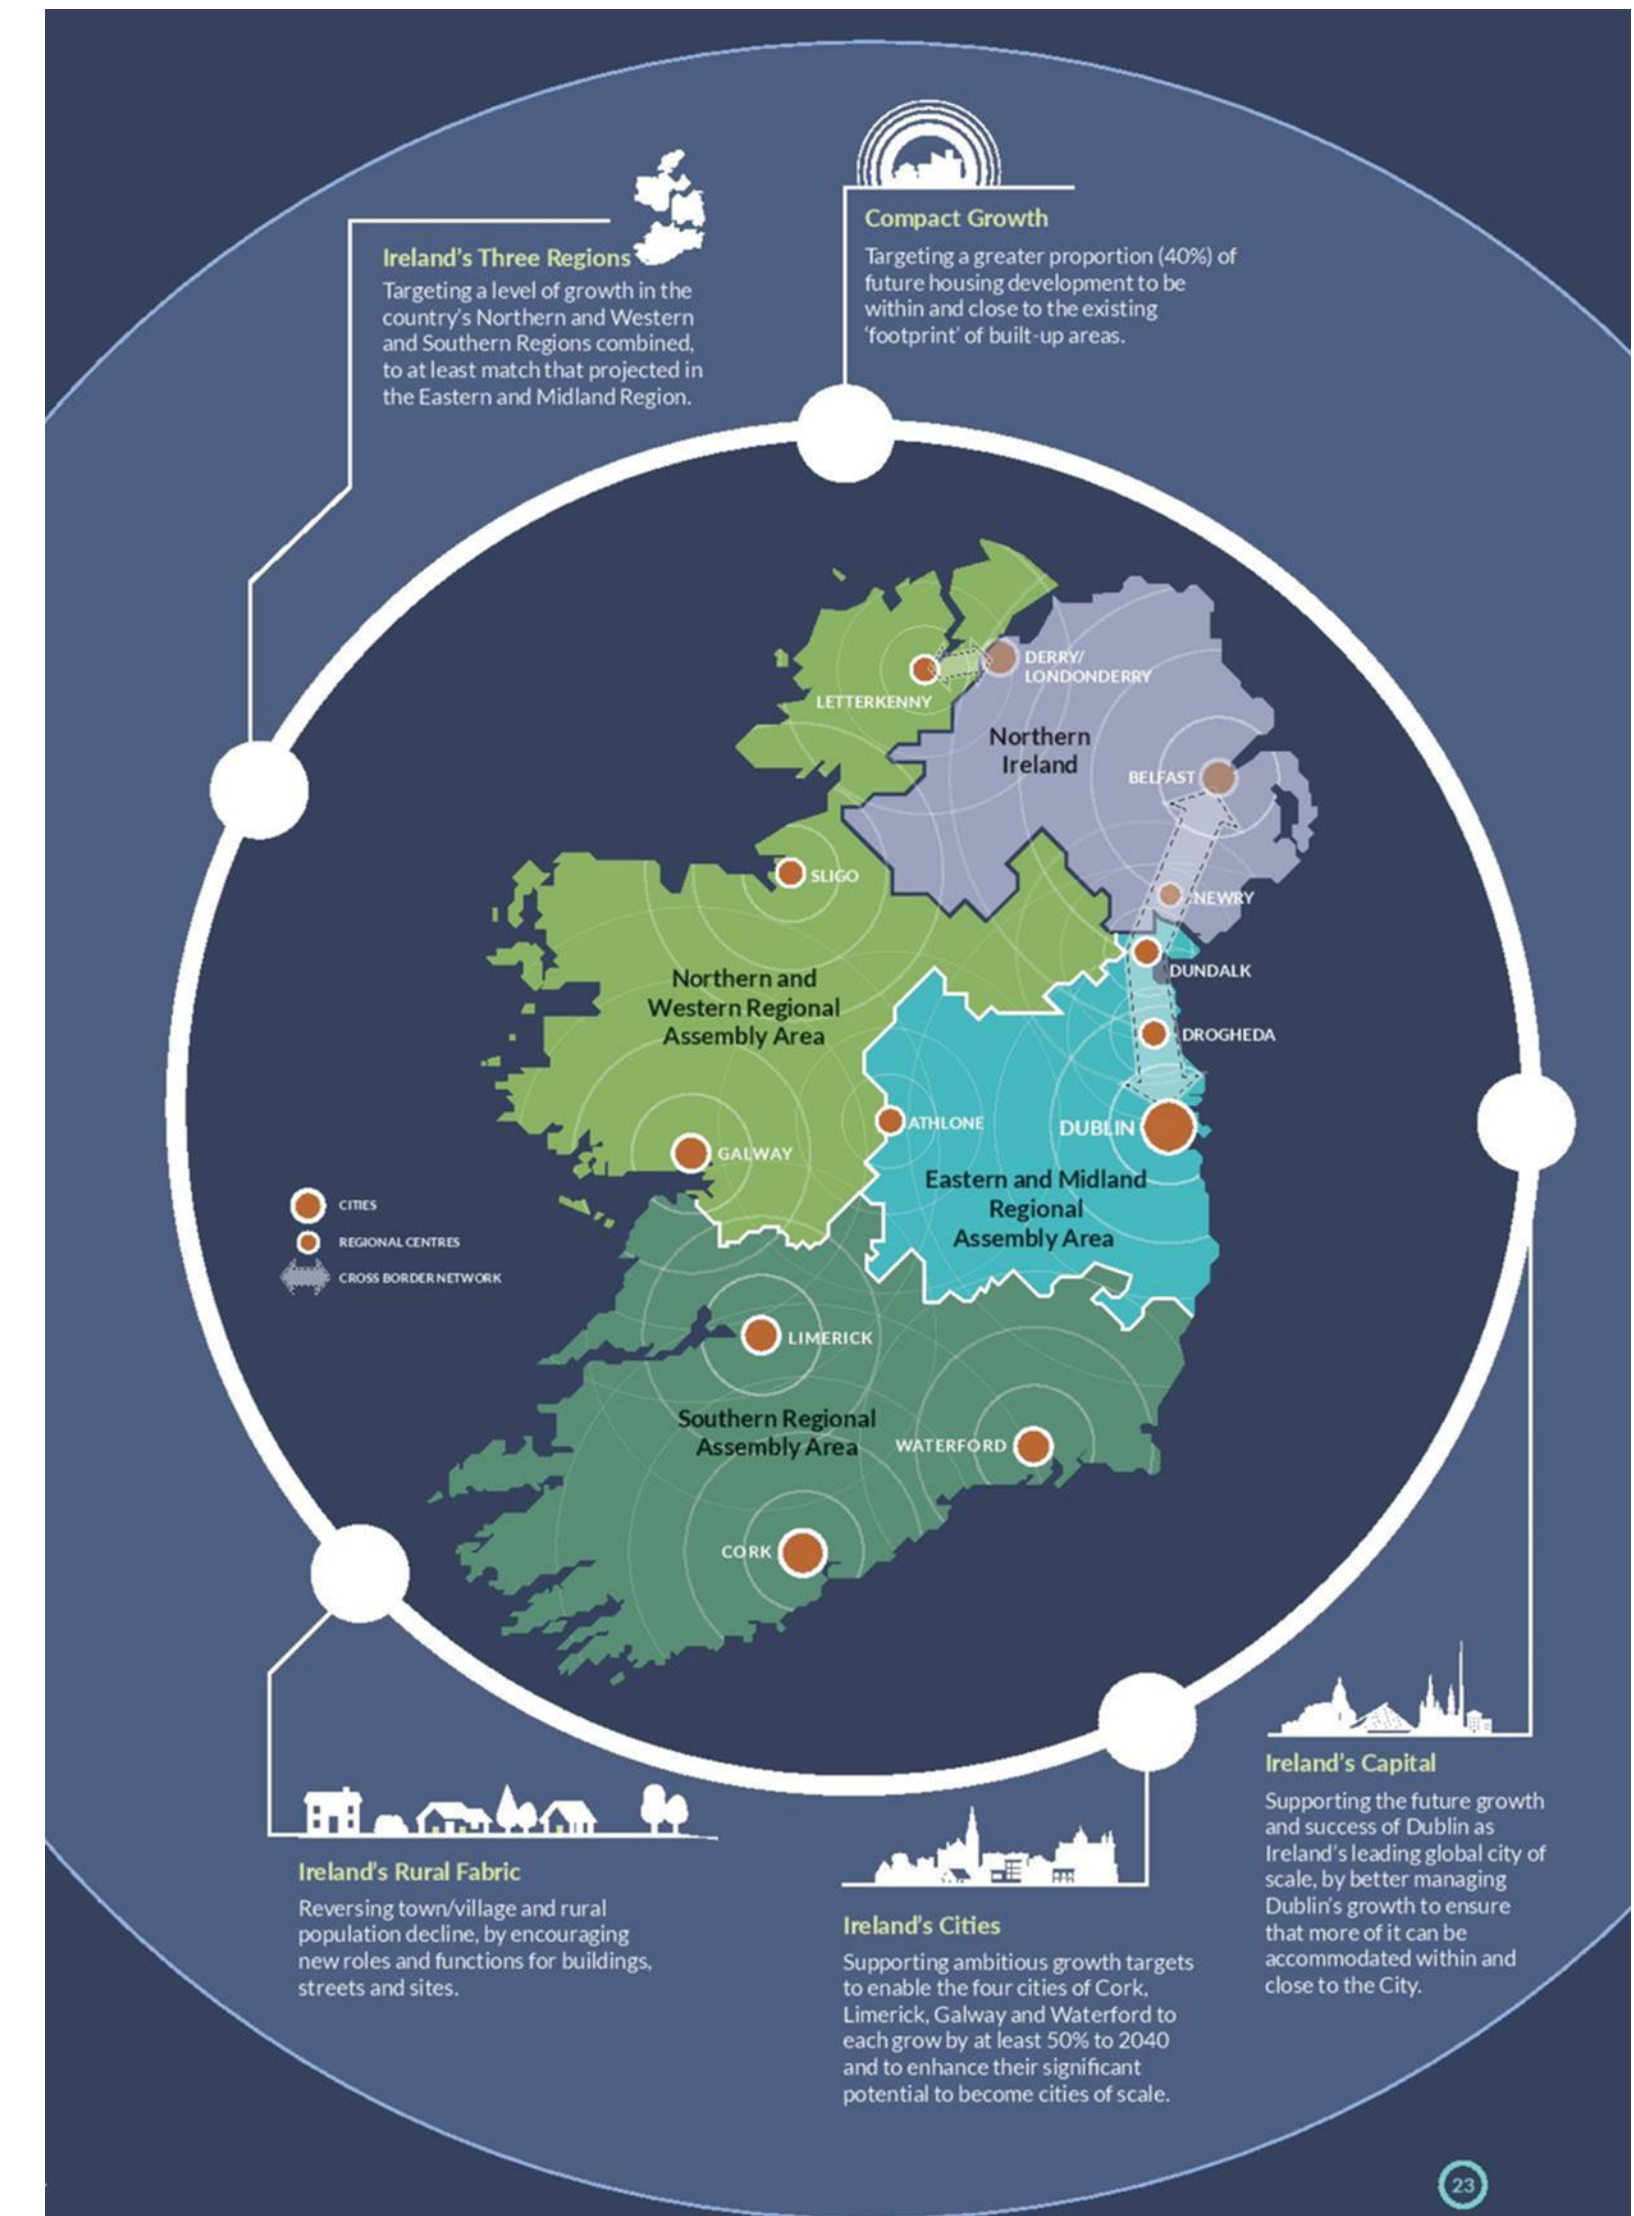 Compact Growth
Targeting a greater proportion (40%) of
future housing development to be
within and close to the existing
‘footprint’ of built-up areas.
Ireland’s Three Regions
Targeting a level of growth in the
country’s Northern and Western
and Southern Regions combined,
to at least match that projected in
the Eastern and Midland Region.
DERRY/
LONDONDERRY
LETTERKENNY
Northern
Ireland
BELFAST
SLIGO
NEWRY
DUNDALK
Northern and
Western Regional
Assembly Area
DROGHEDA
ATHLONE
DUBLIN
GALWAY
Eastern and Midland
Regional
Assembly Area
CITIES
REGIONAL CENTRES
CROSS BORDER NETWORK
LIMERICK
Southern Regional
Assembly Area
WATERFORD
CORK
Ireland’s Capital
Supporting the future growth
and success of Dublin as
Ireland’s leading global city of
scale, by better managing
Dublin’s growth to ensure
that more of it can be
accommodated within and
close to the City.
Ireland’s Rural Fabric
Reversing town/village and rural
population decline, by encouraging
new roles and functions for buildings,
streets and sites.
Ireland’s Cities
Supporting ambitious growth targets
to enable the four cities of Cork,
Limerick, Galway and Waterford to
each grow by at least 50% to 2040
and to enhance their significant
potential to become cities of scale.
23